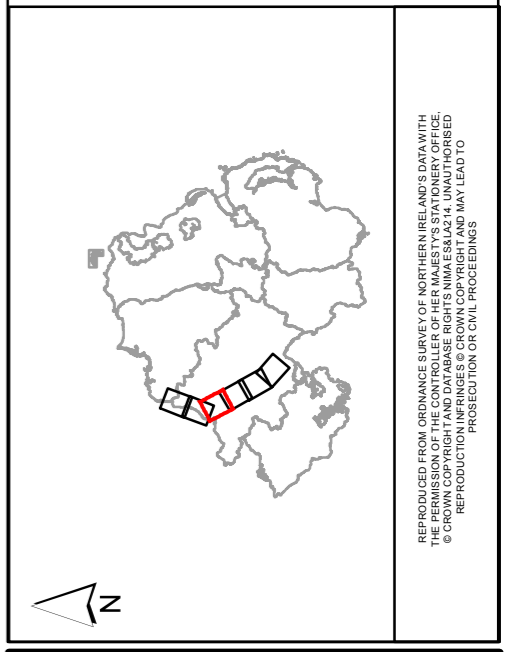 N
REPRODUCED FROM ORDNANCE SURVEY OF NORTHERN IRELAND'S DATA WITH
THE PERMISSION OF THE CONTROLLER OF HER MAJESTY'S STATIONERY OFFICE,
© CROWN COPYRIGHT AND DATABASE RIGHTS NIMA ES&LA214. UNAUTHORISED
REPRODUCTION INFRINGES © CROWN COPYRIGHT AND MAY LEAD TO
PROSECUTION OR CIVIL PROCEEDINGS